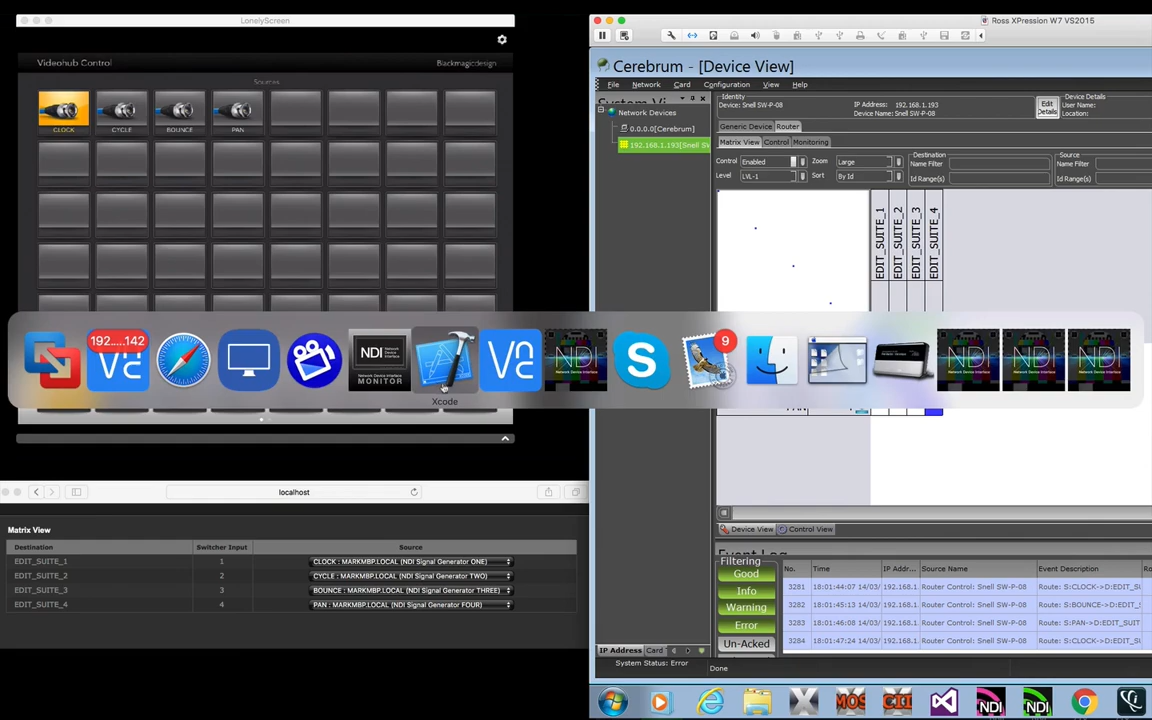 LonelyScreen
Videohub Control
Blackmagicdesign
Sources
CLOCK
CYCLE
BOUNCE
PAN
Ross XPression W7 VS2015
Cerebrum - [Device View]
File Network Card Configuration View Help
Network Devices
0.0.0.0[Cerebrum]
192.168.1.193[Snell SW
Identity
Device: Snell SW-P-08
IP Address: 192.168.1.193
Device Name: Snell SW-P-08
Edit Details
Device Details
User Name:
Location:
Generic Device Router
Matrix View Control Monitoring
Control Enabled Zoom Large
Level LVL-1 Sort By Id
Destination
Name Filter
Id Range(s)
Source
Name Filter
Id Range(s)
EDIT_SUITE_1
EDIT_SUITE_2
EDIT_SUITE_3
EDIT_SUITE_4
192.....142
NDI
Network Device Interface
MONITOR
Xcode
9
localhost
Matrix View
Destination Switcher Input Source
EDIT_SUITE_1 1 CLOCK : MARKMBP.LOCAL (NDI Signal Generator ONE)
EDIT_SUITE_2 2 CYCLE : MARKMBP.LOCAL (NDI Signal Generator TWO)
EDIT_SUITE_3 3 BOUNCE : MARKMBP.LOCAL (NDI Signal Generator THREE)
EDIT_SUITE_4 4 PAN : MARKMBP.LOCAL (NDI Signal Generator FOUR)
Device View Control View
Event Log
Filtering
Good
Info
Warning
Error
Un-Acked
No. Time IP Addr... Source Name Event Description
3281 18:01:44:07 14/03/ 192.168.1. Router Control: Snell SW-P-08 Route: S:CLOCK->D:EDIT_SU
3282 18:01:45:13 14/03/ 192.168.1. Router Control: Snell SW-P-08 Route: S:BOUNCE->D:EDIT_S
3283 18:01:46:08 14/03/ 192.168.1. Router Control: Snell SW-P-08 Route: S:PAN->D:EDIT_SUIT
3284 18:01:47:24 14/03/ 192.168.1. Router Control: Snell SW-P-08 Route: S:CLOCK->D:EDIT_SU
IP Address Card
System Status: Error
Done
MOS
CII
NDI
NDI